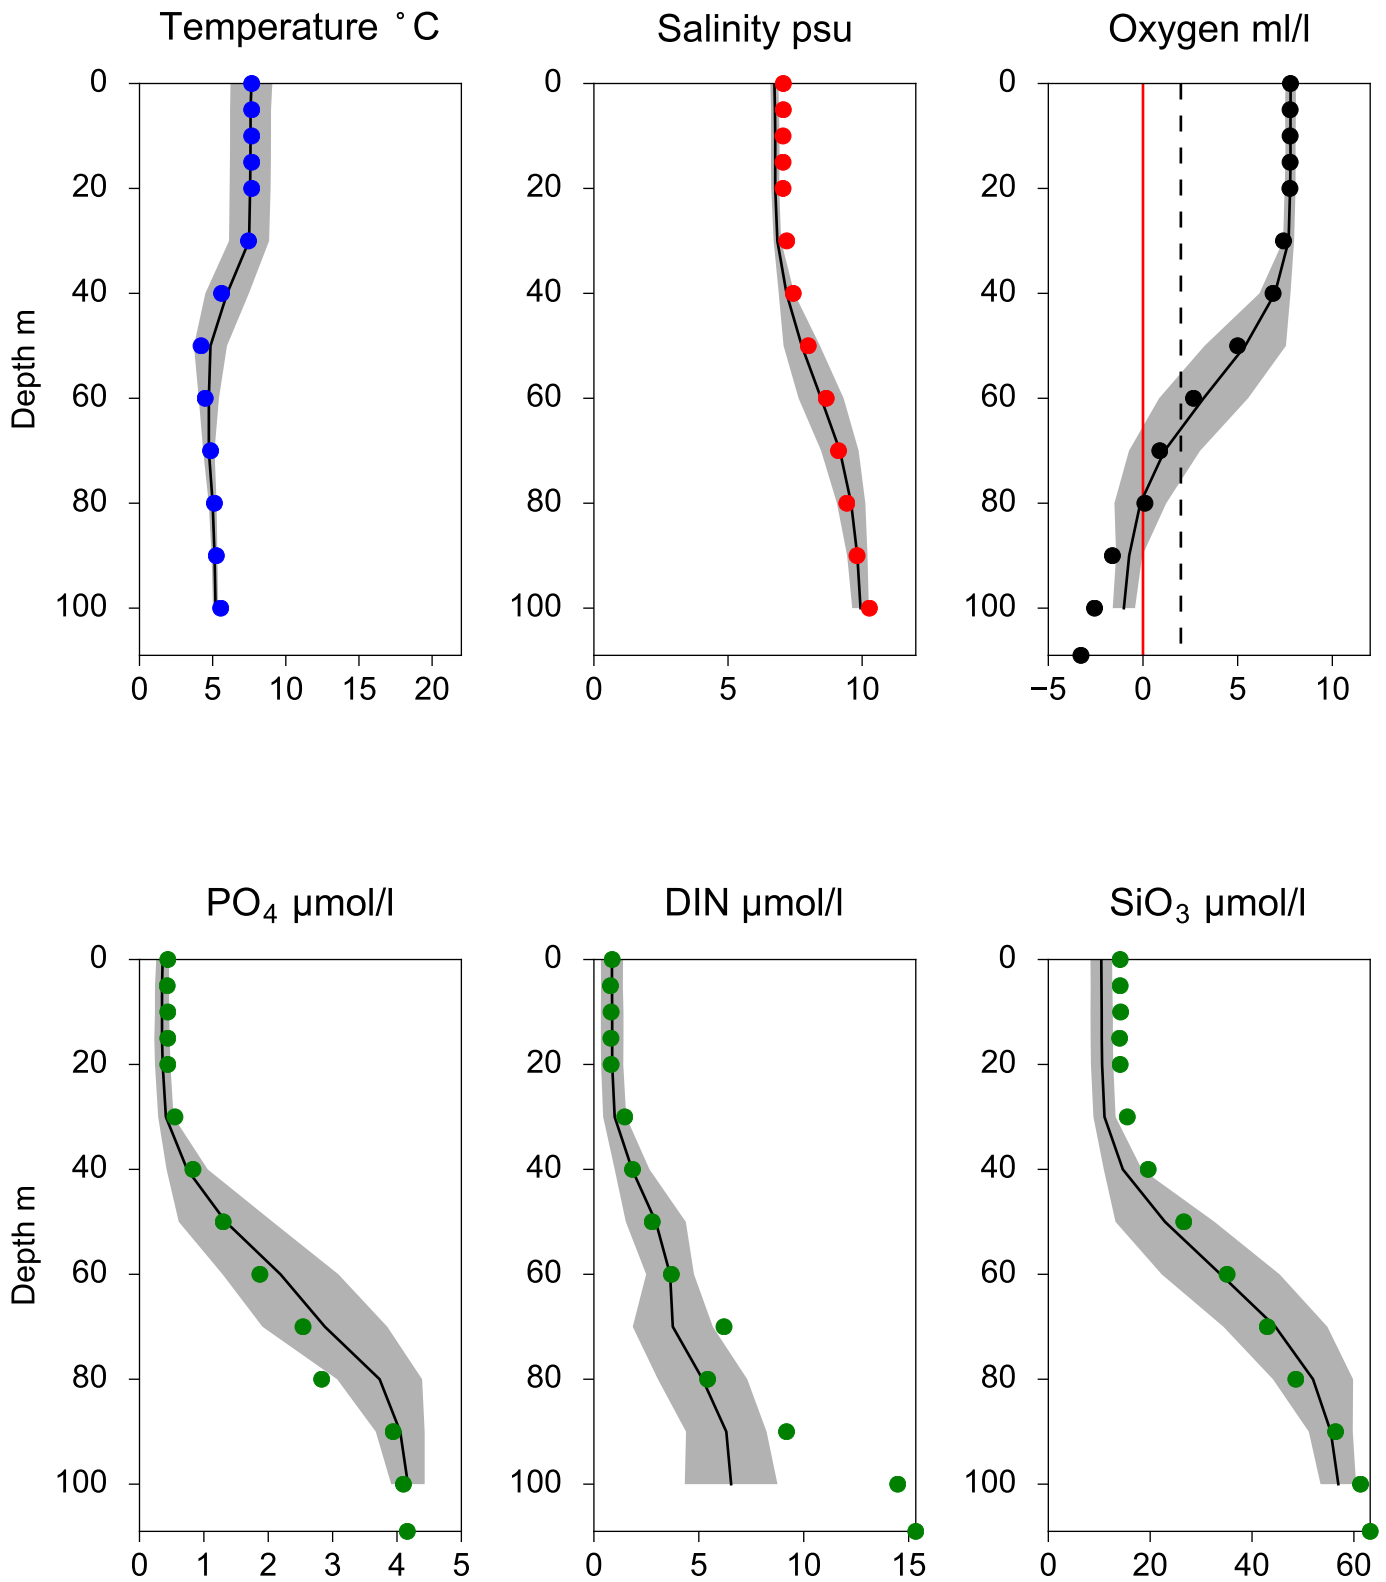 Temperature °C
Salinity psu
Oxygen ml/l
Depth m
0
20
40
60
80
100
0 5 10 15 20
0
20
40
60
80
100
0 5 10
0
20
40
60
80
100
−5 0 5 10
PO4 µmol/l
DIN µmol/l
SiO3 µmol/l
Depth m
0
20
40
60
80
100
0 1 2 3 4 5
0
20
40
60
80
100
0 5 10 15
0
20
40
60
80
100
0 20 40 60